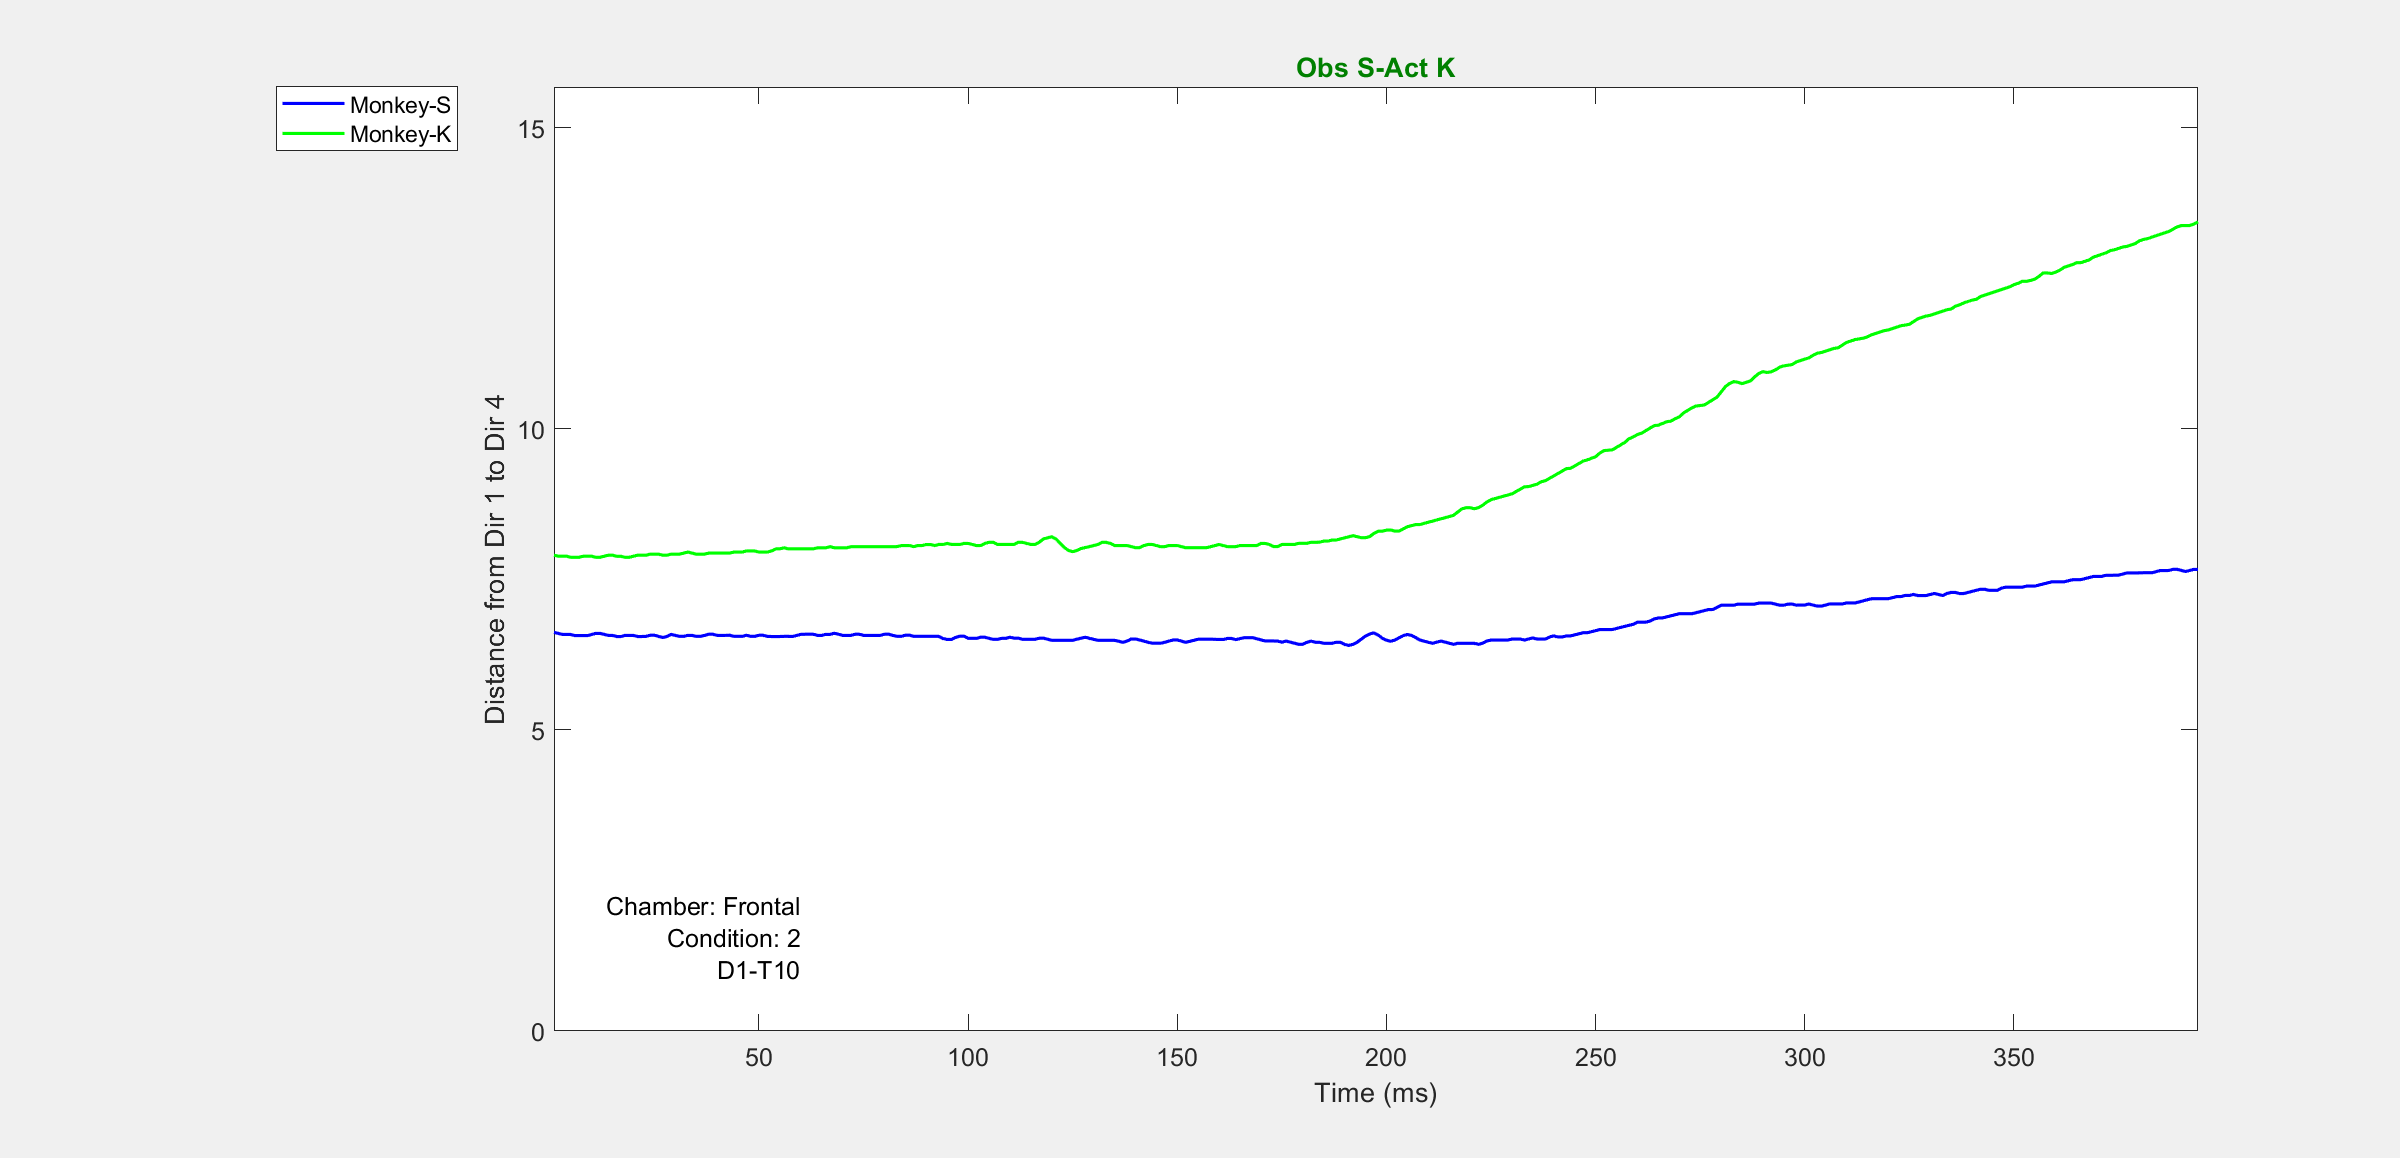 Obs S-Act K
Monkey-S
Monkey-K
15
10
5
0
Distance from Dir 1 to Dir 4
Chamber: Frontal
Condition: 2
D1-T10
50 100 150 200 250 300 350
Time (ms)